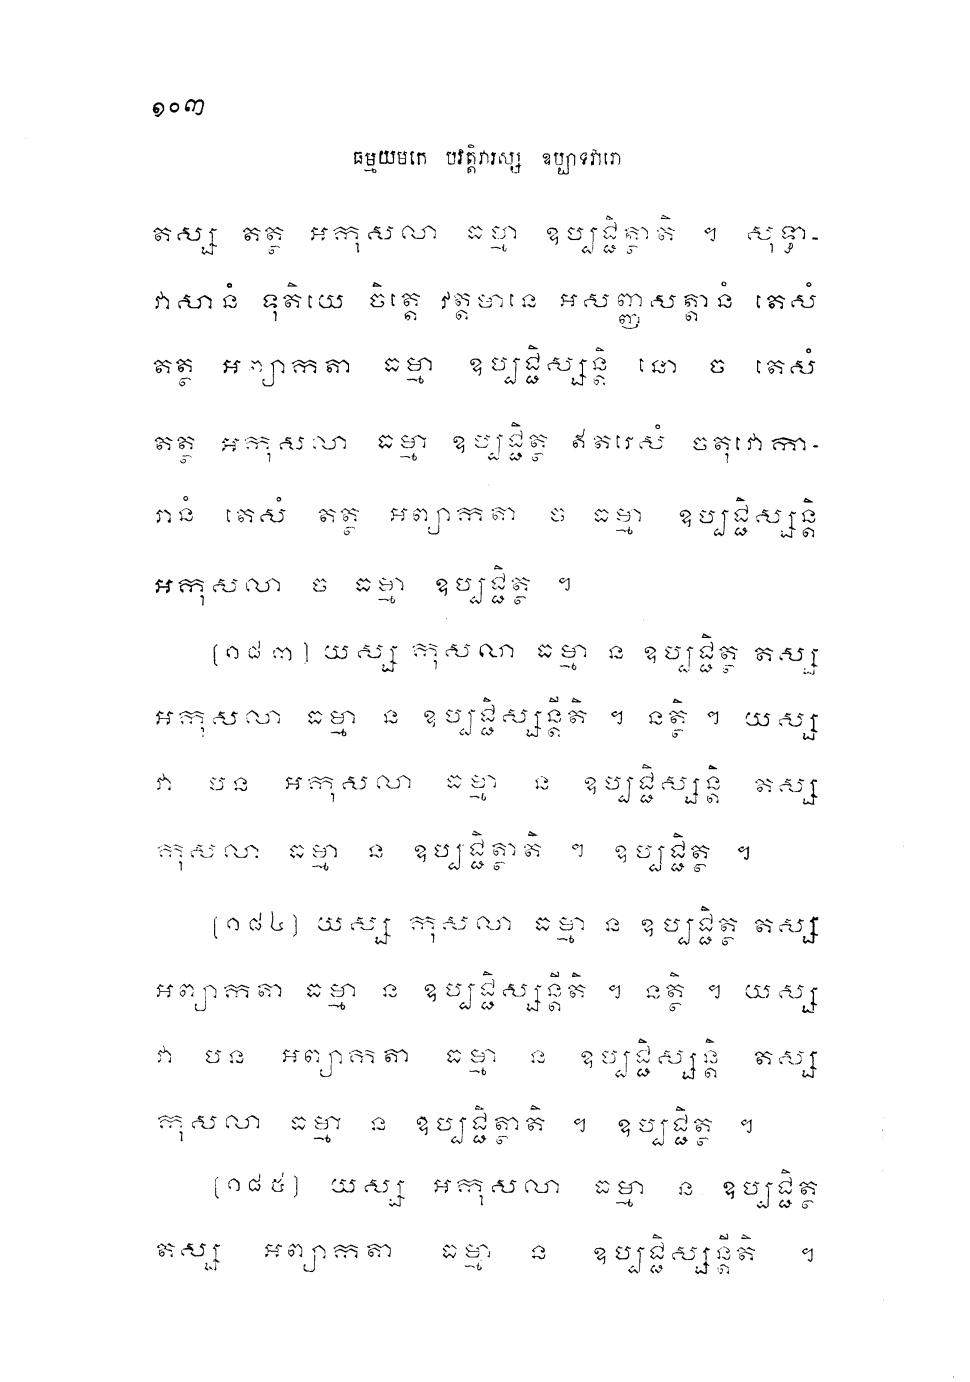 ១០៣
ធម្មយមកេ បវត្តិវារស្ស ឧប្បាទវារោ
តស្ស តត្ថ អកុសលា ធម្មា ឧប្បជ្ជិត្ថាតិ ។ សុទ្ធា-
វាសានំ ទុតិយេ ចិត្តេ វត្តមានេ អសញ្ញសត្តានំ តេសំ
តត្ថ អព្យាកតា ធម្មា ឧប្បជ្ជិស្សន្តិ នោ ច តេសំ
តត្ថ អកុសលា ធម្មា ឧប្បជ្ជិត្ថ ឥតរេសំ ចតុវោកា-
រានំ តេសំ តត្ថ អព្យាកតា ច ធម្មា ឧប្បជ្ជិស្សន្តិ
អកុសលា ច ធម្មា ឧប្បជ្ជិត្ថ ។
[១៨៣] យស្ស កុសលា ធម្មា ន ឧប្បជ្ជិត្ថ តស្ស
អកុសលា ធម្មា ន ឧប្បជ្ជិស្សន្តីតិ ។ នត្ថិ ។ យស្ស
វា បន អកុសលា ធម្មា ន ឧប្បជ្ជិស្សន្តិ តស្ស
កុសលា ធម្មា ន ឧប្បជ្ជិត្ថាតិ ។ ឧប្បជ្ជិត្ថ ។
[១៨៤] យស្ស កុសលា ធម្មា ន ឧប្បជ្ជិត្ថ តស្ស
អព្យាកតា ធម្មា ន ឧប្បជ្ជិស្សន្តីតិ ។ នត្ថិ ។ យស្ស
វា បន អព្យាកតា ធម្មា ន ឧប្បជ្ជិស្សន្តិ តស្ស
កុសលា ធម្មា ន ឧប្បជ្ជិត្ថាតិ ។ ឧប្បជ្ជិត្ថ ។
[១៨៥] យស្ស អកុសលា ធម្មា ន ឧប្បជ្ជិត្ថ
តស្ស អព្យាកតា ធម្មា ន ឧប្បជ្ជិស្សន្តីតិ ។